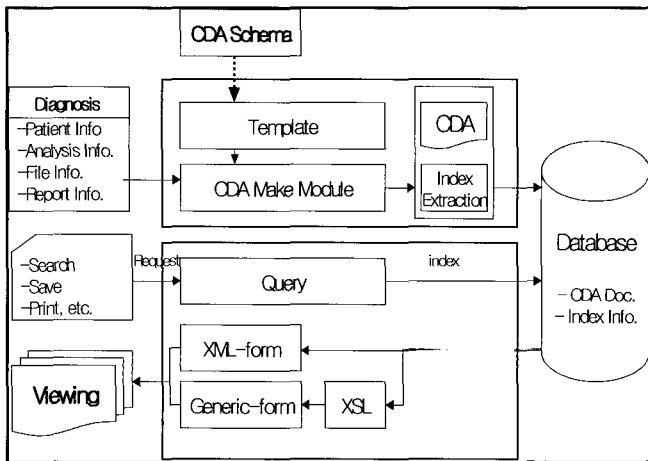 CDA Schema
Diagnosis
-Patient Info
-Analysis Info.
-File Info.
-Report Info.
Template
CDA Make Module
CDA
Index
Extraction
Database
- CDA Doc.
- Index Info.
-Search
-Save
-Print, etc.
Request
Query
index
XML-form
Generic-form
XSL
Viewing